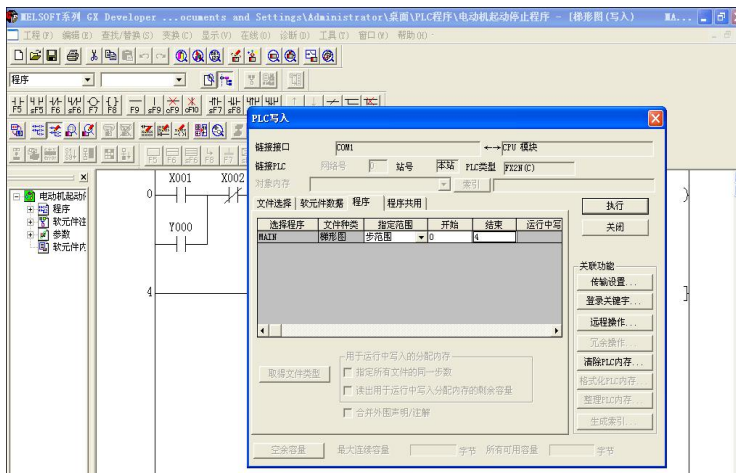 MELSOFT系列 GX Developer ...ocuments and Settings\Administrator\桌面\PLC程序\电动机起动停止程序 - [梯形图(写入) MA...
工程(F) 编辑(E) 查找/替换(S) 变换(C) 显示(V) 在线(O) 诊断(D) 工具(T) 窗口(W) 帮助(H)
程序
F5 sF5 F6 sF6 F7 F8 F9 sF9 cF9 cF10 sF7 sF8
PLC写入
链接接口 COM1 <-->CPU 模块
链接PLC 网络号 0 站号 本站 PLC类型 FX2N(C)
对象内存 索引
文件选择 软元件数据 程序 程序共用
执行
关闭
选择程序 文件种类 指定范围 开始 结束 运行中写
MAIN 梯形图 步范围 0 4
关联功能
传输设置...
登录关键字...
远程操作...
冗余操作...
清除PLC内存...
格式化PLC内存...
整理PLC内存...
生成索引...
取得文件类型
用于运行中写入的分配内存
指定所有文件的同一步数
读出用于运行中写入分配内存的剩余容量
合并外围声明/注解
空余容量 最大连续容量 字节 所有可用容量 字节
电动机起动
程序
软元件注
参数
软元件内
X001 X002
0
Y000
4